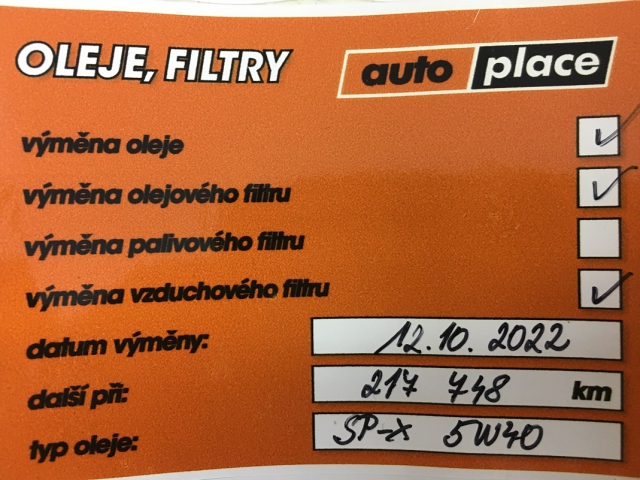 OLEJE, FILTRY auto place
výměna oleje
výměna olejového filtru
výměna palivového filtru
výměna vzduchového filtru
datum výměny: 12.10.2022
další při: 217 748 km
typ oleje: SP-X 5W40